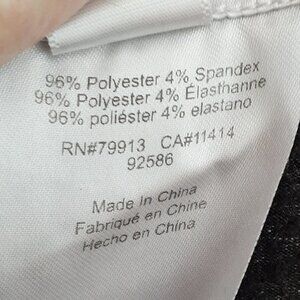 96% Polyester 4% Spandex
96% Polyester 4% Élasthanne
96% poliéster 4% elastano
RN#79913 CA#11414
92586
Made In China
Fabriqué en Chine
Hecho en China